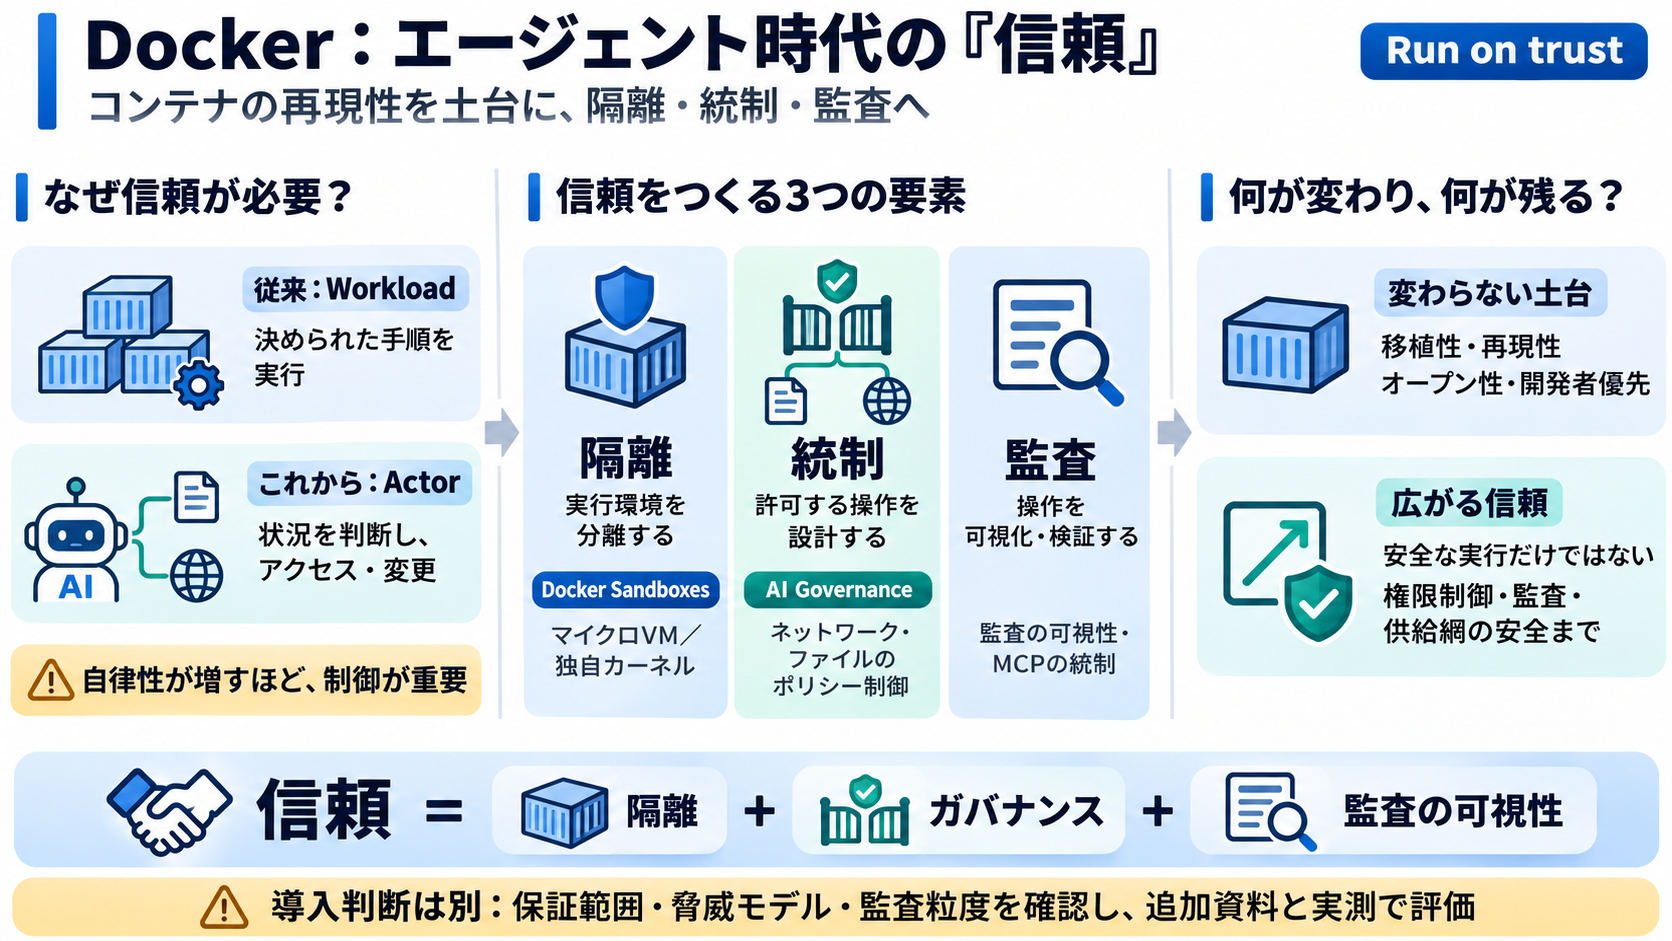 Docker：エージェント時代の『信頼』
Run on trust
コンテナの再現性を土台に、隔離・統制・監査へ
なぜ信頼が必要？
従来：Workload
決められた手順を
実行
これから：Actor
状況を判断し、
アクセス・変更
AI
自律性が増すほど、制御が重要
信頼をつくる3つの要素
隔離
実行環境を
分離する
Docker Sandboxes
マイクロVM／
独自カーネル
統制
許可する操作を
設計する
AI Governance
ネットワーク・
ファイルの
ポリシー制御
監査
操作を
可視化・検証する
監査の可視性・
MCPの統制
何が変わり、何が残る？
変わらない土台
移植性・再現性
オープン性・開発者優先
広がる信頼
安全な実行だけではない
権限制御・監査・
供給網の安全まで
信頼 = 隔離 + ガバナンス + 監査の可視性
導入判断は別：保証範囲・脅威モデル・監査粒度を確認し、追加資料と実測で評価